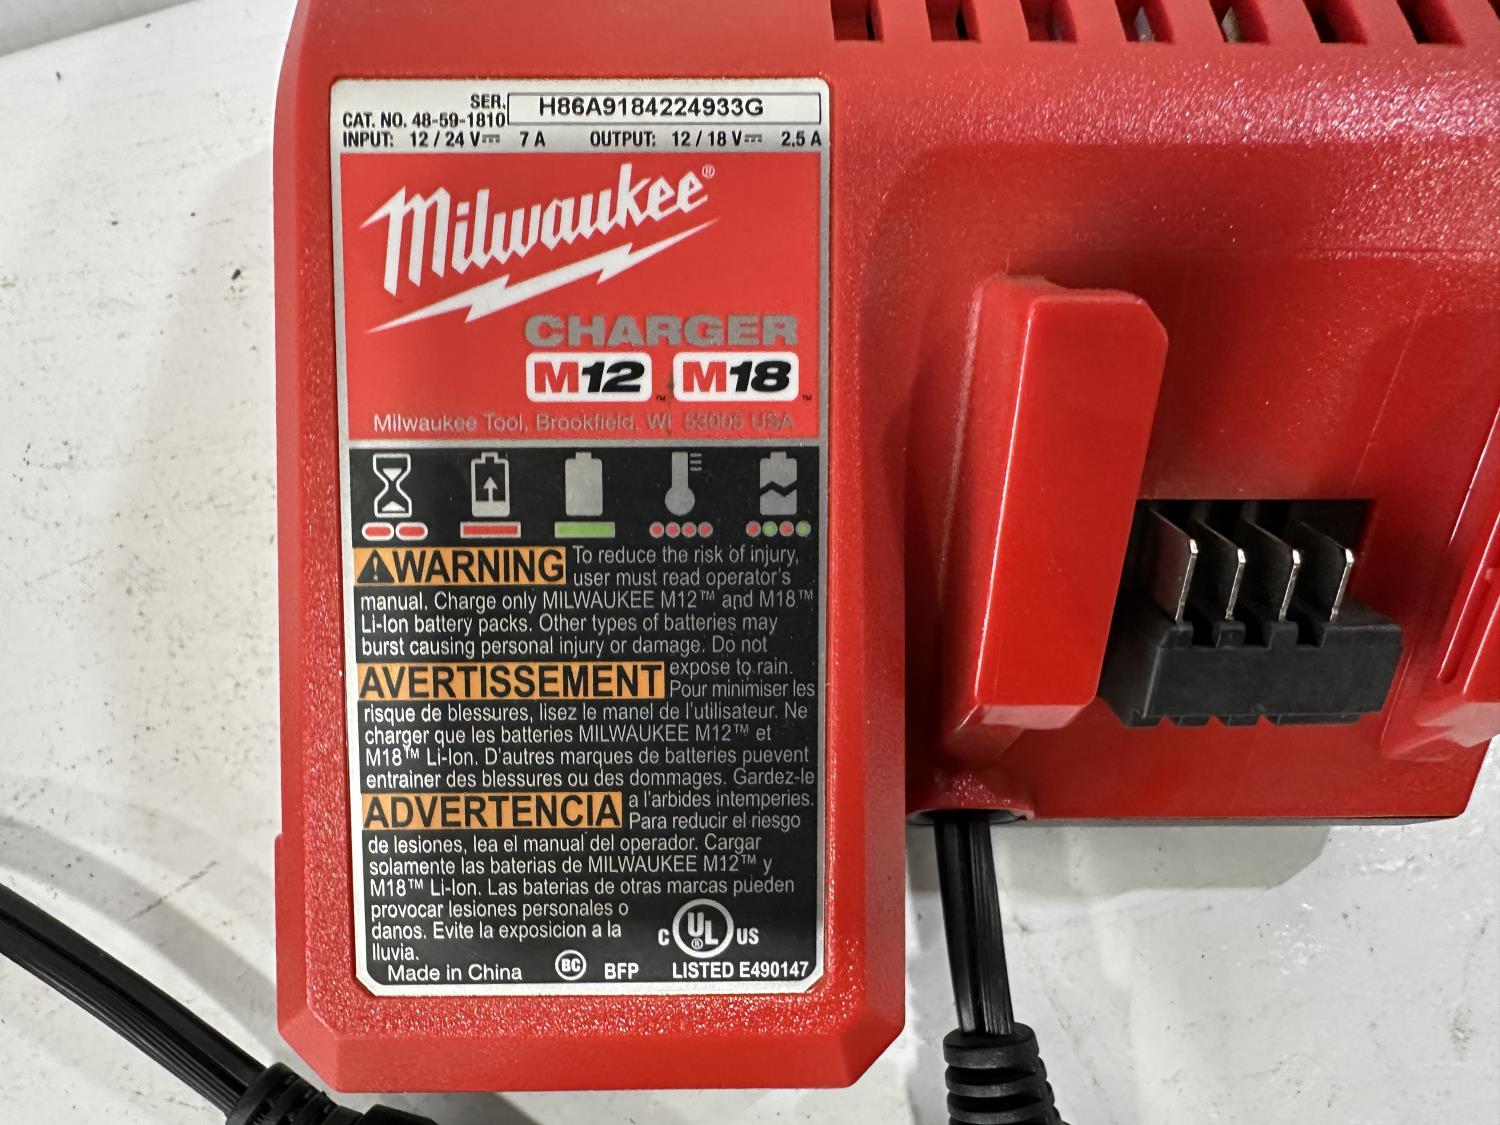 SER. H86A9184224933G
CAT. NO. 48-59-1810
INPUT: 12 / 24 V⎓ 7 A OUTPUT: 12 / 18 V⎓ 2.5 A
Milwaukee®
CHARGER
M12™ M18™
Milwaukee Tool, Brookfield, WI 53005 USA
⚠WARNING To reduce the risk of injury,
user must read operator's
manual. Charge only MILWAUKEE M12™ and M18™
Li-Ion battery packs. Other types of batteries may
burst causing personal injury or damage. Do not
expose to rain.
AVERTISSEMENT Pour minimiser les
risque de blessures, lisez le manel de l'utilisateur. Ne
charger que les batteries MILWAUKEE M12™ et
M18™ Li-Ion. D'autres marques de batteries puevent
entrainer des blessures ou des dommages. Gardez-le
a l'arbides intemperies.
ADVERTENCIA Para reducir el riesgo
de lesiones, lea el manual del operador. Cargar
solamente las baterias de MILWAUKEE M12™ y
M18™ Li-Ion. Las baterias de otras marcas pueden
provocar lesiones personales o
danos. Evite la exposicion a la
lluvia.
C UL® US
Made in China BC BFP LISTED E490147